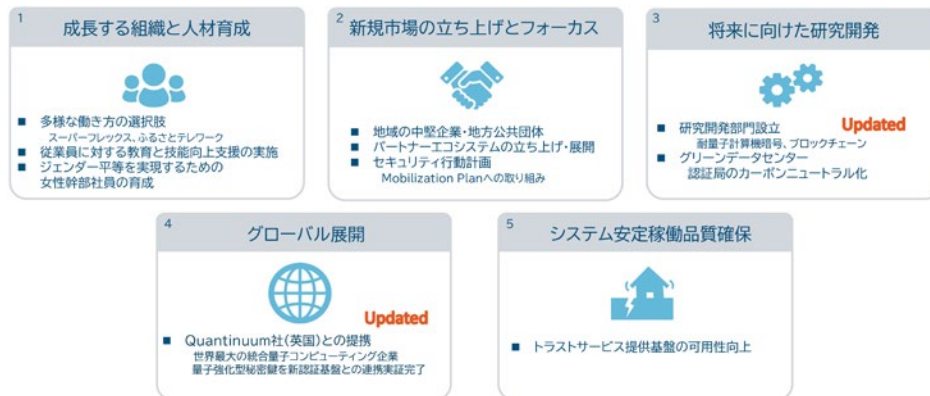 1
成長する組織と人材育成
■ 多様な働き方の選択肢
スーパーフレックス、ふるさとテレワーク
■ 従業員に対する教育と技能向上支援の実施
■ ジェンダー平等を実現するための
女性幹部社員の育成
2
新規市場の立ち上げとフォーカス
■ 地域の中堅企業・地方公共団体
■ パートナーエコシステムの立ち上げ・展開
■ セキュリティ行動計画
Mobilization Planへの取り組み
3
将来に向けた研究開発
Updated
■ 研究開発部門設立
耐量子計算機暗号、ブロックチェーン
■ グリーンデータセンター
認証局のカーボンニュートラル化
4
グローバル展開
Updated
■ Quantinuum社(英国)との提携
世界最大の統合量子コンピューティング企業
量子強化型秘密鍵を新認証基盤との連携実証完了
5
システム安定稼働品質確保
■ トラストサービス提供基盤の可用性向上